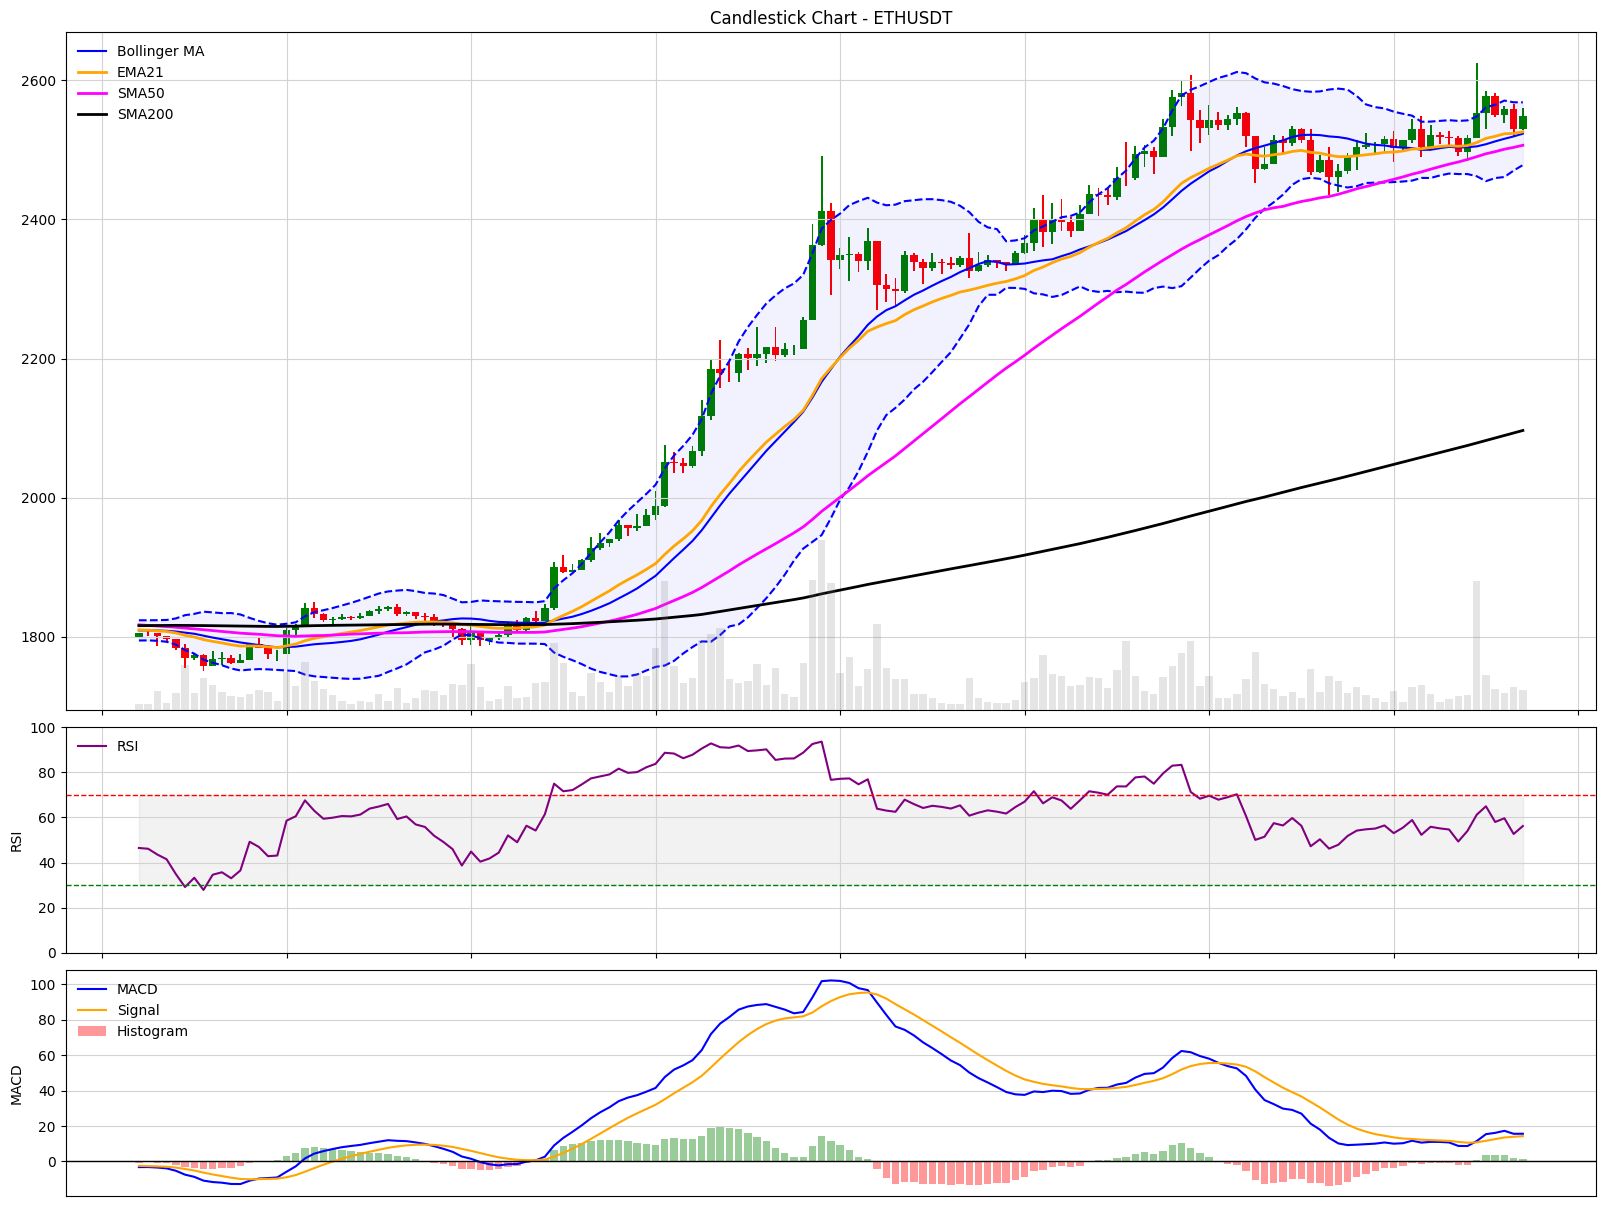 Candlestick Chart - ETHUSDT
Bollinger MA
EMA21
SMA50
SMA200
2600
2400
2200
2000
1800
RSI
100
80
60
40
20
0
RSI
MACD
Signal
Histogram
100
80
60
40
20
0
MACD